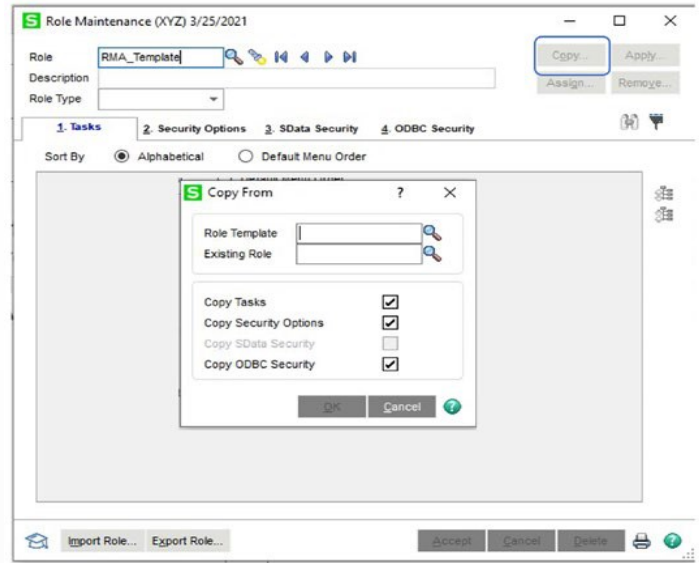 S Role Maintenance (XYZ) 3/25/2021
Role RMA_Template Copy... Apply...
Description Assign... Remove...
Role Type
1. Tasks 2. Security Options 3. SData Security 4. ODBC Security
Sort By Alphabetical Default Menu Order
S Copy From ?
Role Template
Existing Role
Copy Tasks
Copy Security Options
Copy SData Security
Copy ODBC Security
OK Cancel ?
Import Role... Export Role... Accept Cancel Delete ?